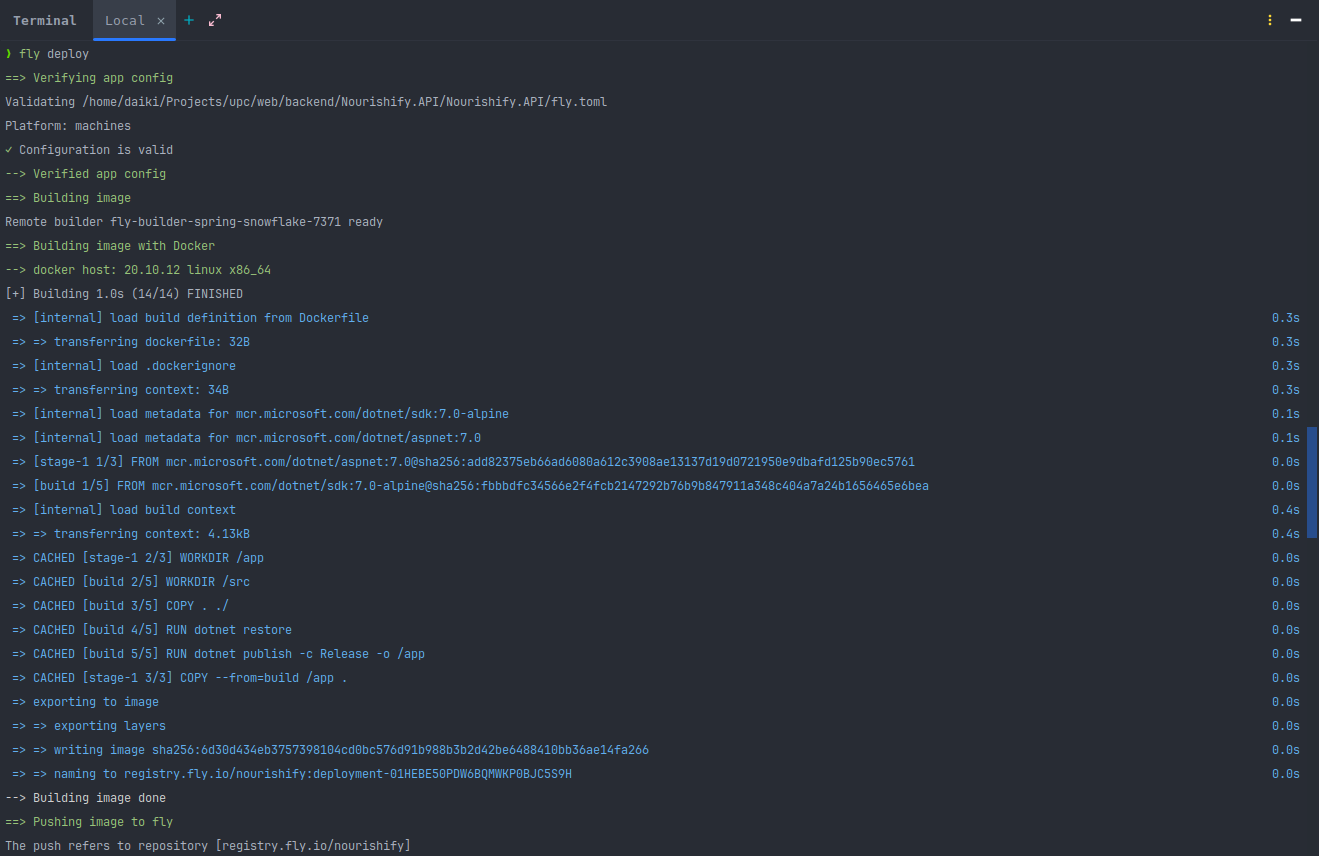 Terminal Local × +
❯ fly deploy
==> Verifying app config
Validating /home/daiki/Projects/upc/web/backend/Nourishify.API/Nourishify.API/fly.toml
Platform: machines
✓ Configuration is valid
--> Verified app config
==> Building image
Remote builder fly-builder-spring-snowflake-7371 ready
==> Building image with Docker
--> docker host: 20.10.12 linux x86_64
[+] Building 1.0s (14/14) FINISHED
=> [internal] load build definition from Dockerfile 0.3s
=> => transferring dockerfile: 32B 0.3s
=> [internal] load .dockerignore 0.3s
=> => transferring context: 34B 0.3s
=> [internal] load metadata for mcr.microsoft.com/dotnet/sdk:7.0-alpine 0.1s
=> [internal] load metadata for mcr.microsoft.com/dotnet/aspnet:7.0 0.1s
=> [stage-1 1/3] FROM mcr.microsoft.com/dotnet/aspnet:7.0@sha256:add82375eb66ad6080a612c3908ae13137d19d0721950e9dbafd125b90ec5761 0.0s
=> [build 1/5] FROM mcr.microsoft.com/dotnet/sdk:7.0-alpine@sha256:fbbbdfc34566e2f4fcb2147292b76b9b847911a348c404a7a24b1656465e6bea 0.0s
=> [internal] load build context 0.4s
=> => transferring context: 4.13kB 0.4s
=> CACHED [stage-1 2/3] WORKDIR /app 0.0s
=> CACHED [build 2/5] WORKDIR /src 0.0s
=> CACHED [build 3/5] COPY . ./ 0.0s
=> CACHED [build 4/5] RUN dotnet restore 0.0s
=> CACHED [build 5/5] RUN dotnet publish -c Release -o /app 0.0s
=> CACHED [stage-1 3/3] COPY --from=build /app . 0.0s
=> exporting to image 0.0s
=> => exporting layers 0.0s
=> => writing image sha256:6d30d434eb3757398104cd0bc576d91b988b3b2d42be6488410bb36ae14fa266 0.0s
=> => naming to registry.fly.io/nourishify:deployment-01HEBE50PDW6BQMWKP0BJC5S9H 0.0s
--> Building image done
==> Pushing image to fly
The push refers to repository [registry.fly.io/nourishify]